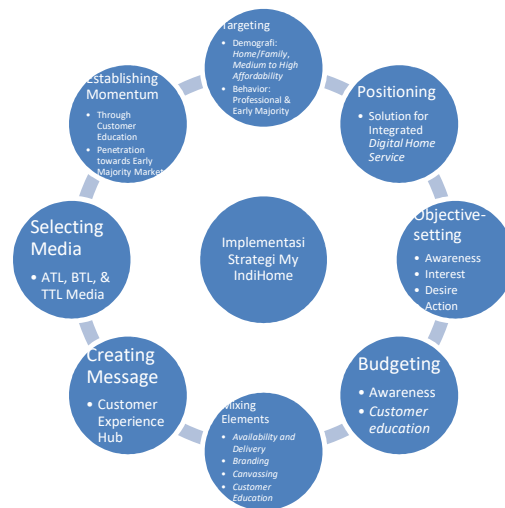 Targeting
• Demografi:
Home/Family,
Medium to High
Affordability
• Behavior:
Professional &
Early Majority
Positioning
• Solution for
Integrated
Digital Home
Service
Objective-
setting
• Awareness
• Interest
• Desire
Action
Budgeting
• Awareness
• Customer
education
Mixing
Elements
• Availability and
Delivery
• Branding
• Canvassing
• Customer
Education
Creating
Message
• Customer
Experience
Hub
Selecting
Media
• ATL, BTL, &
TTL Media
Establishing
Momentum
• Through
Customer
Education
• Penetration
towards Early
Majority Market
Implementasi
Strategi My
IndiHome